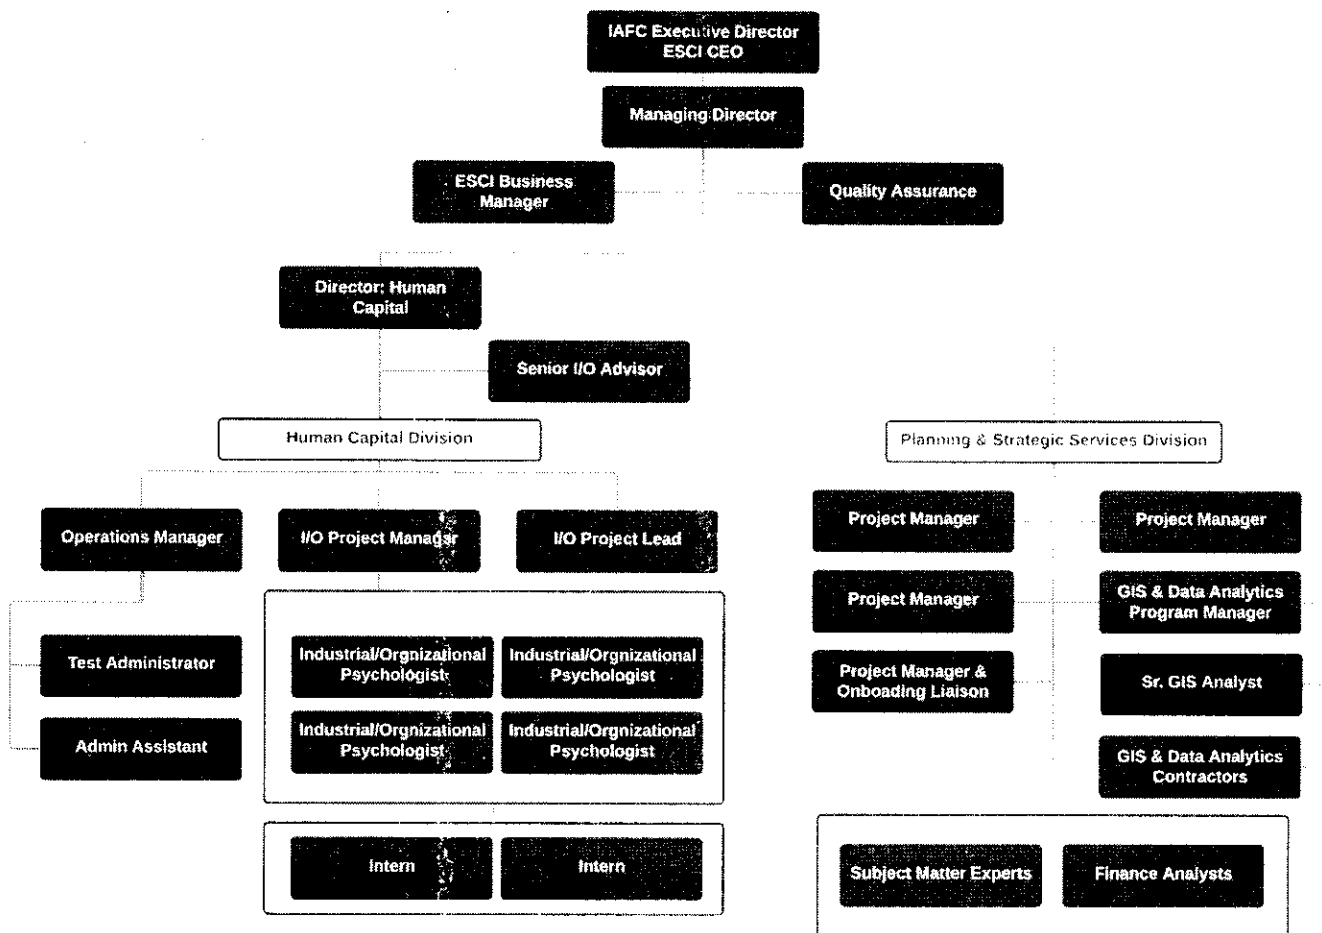 IAFC Executive Director
ESCI CEO
Managing Director
ESCI Business
Manager
Quality Assurance
Director: Human
Capital
Senior I/O Advisor
Human Capital Division
Planning & Strategic Services Division
Operations Manager
I/O Project Manager
I/O Project Lead
Project Manager
Project Manager
Project Manager
GIS & Data Analytics
Program Manager
Test Administrator
Industrial/Orgnizational
Psychologist
Industrial/Orgnizational
Psychologist
Project Manager &
Onboading Liaison
Sr. GIS Analyst
Admin Assistant
Industrial/Orgnizational
Psychologist
Industrial/Orgnizational
Psychologist
GIS & Data Analytics
Contractors
Intern
Intern
Subject Matter Experts
Finance Analysts